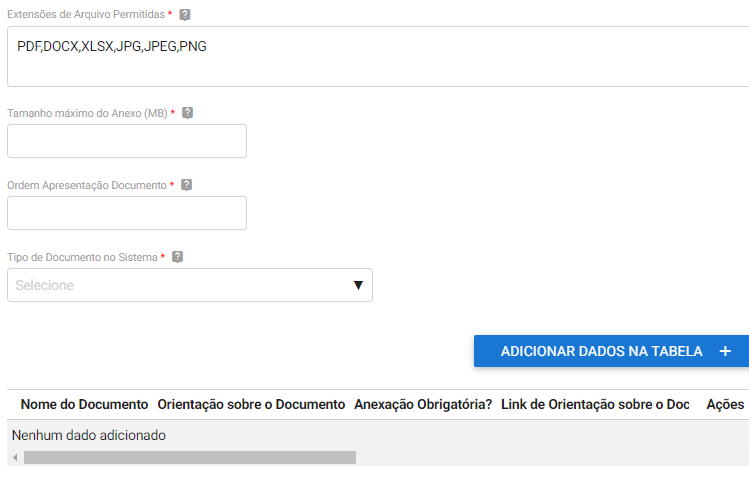 Extensões de Arquivo Permitidas *
PDF,DOCX,XLSX,JPG,JPEG,PNG
Tamanho máximo do Anexo (MB) *
Ordem Apresentação Documento *
Tipo de Documento no Sistema *
Selecione
ADICIONAR DADOS NA TABELA +
Nome do Documento Orientação sobre o Documento Anexação Obrigatória? Link de Orientação sobre o Doc Ações
Nenhum dado adicionado